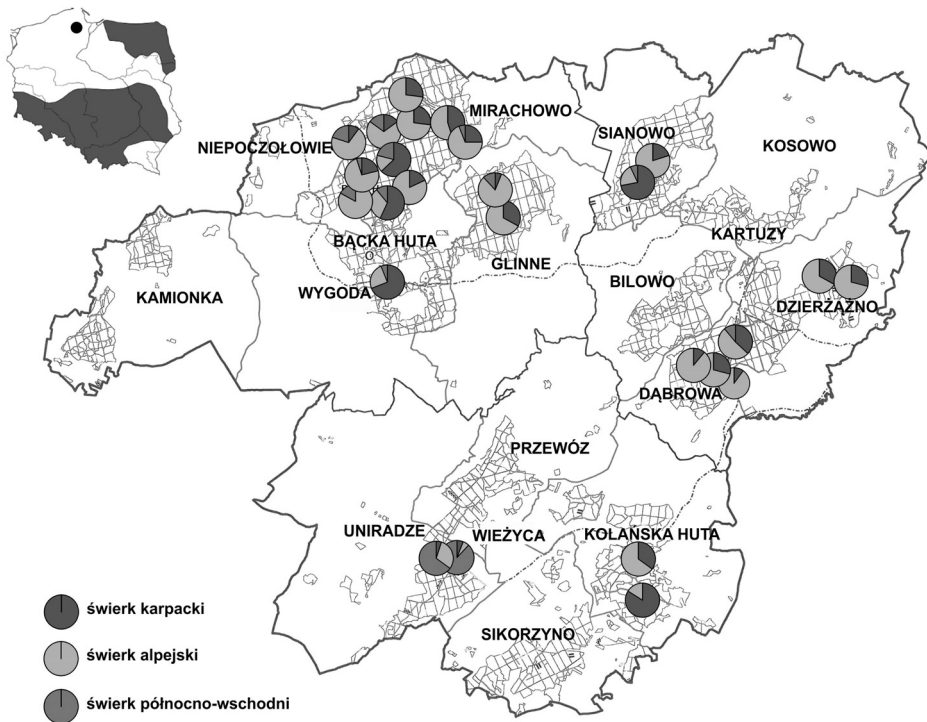 MIRACHOWO
SIANOWO
NIEPOCZOŁOWIE
KOSOWO
KARTUZY
BĄCKA HUTA
GLINNE
BILOWO
WYGODA
KAMIONKA
DZIERŻĄŻNO
DĄBROWA
PRZEWÓZ
UNIRADZE
WIEŻYCA
KOLAŃSKA HUTA
SIKORZYNO
świerk karpacki
świerk alpejski
świerk północno-wschodni